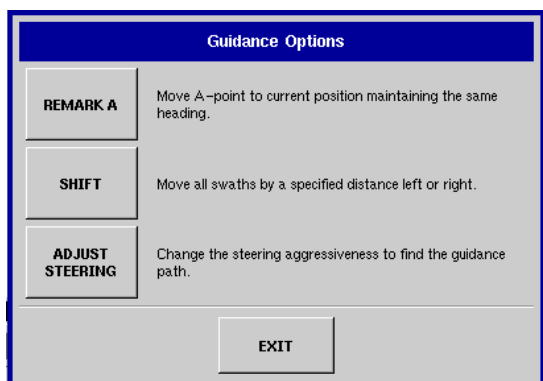 Guidance Options
REMARK A
Move A-point to current position maintaining the same
heading.
SHIFT
Move all swaths by a specified distance left or right.
ADJUST
STEERING
Change the steering aggressiveness to find the guidance
path.
EXIT